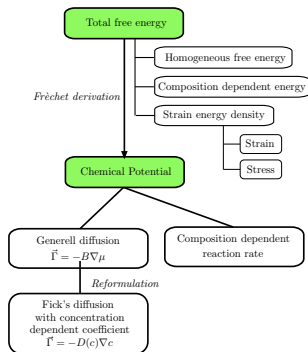 Total free energy
Homogeneous free energy
Composition dependent energy
Frèchet derivation
Strain energy density
Strain
Stress
Chemical Potential
Generell diffusion
Γ⃗ = −B∇μ
Composition dependent
reaction rate
Reformulation
Fick's diffusion
with concentration
dependent coefficient
Γ⃗ = −D(c)∇c